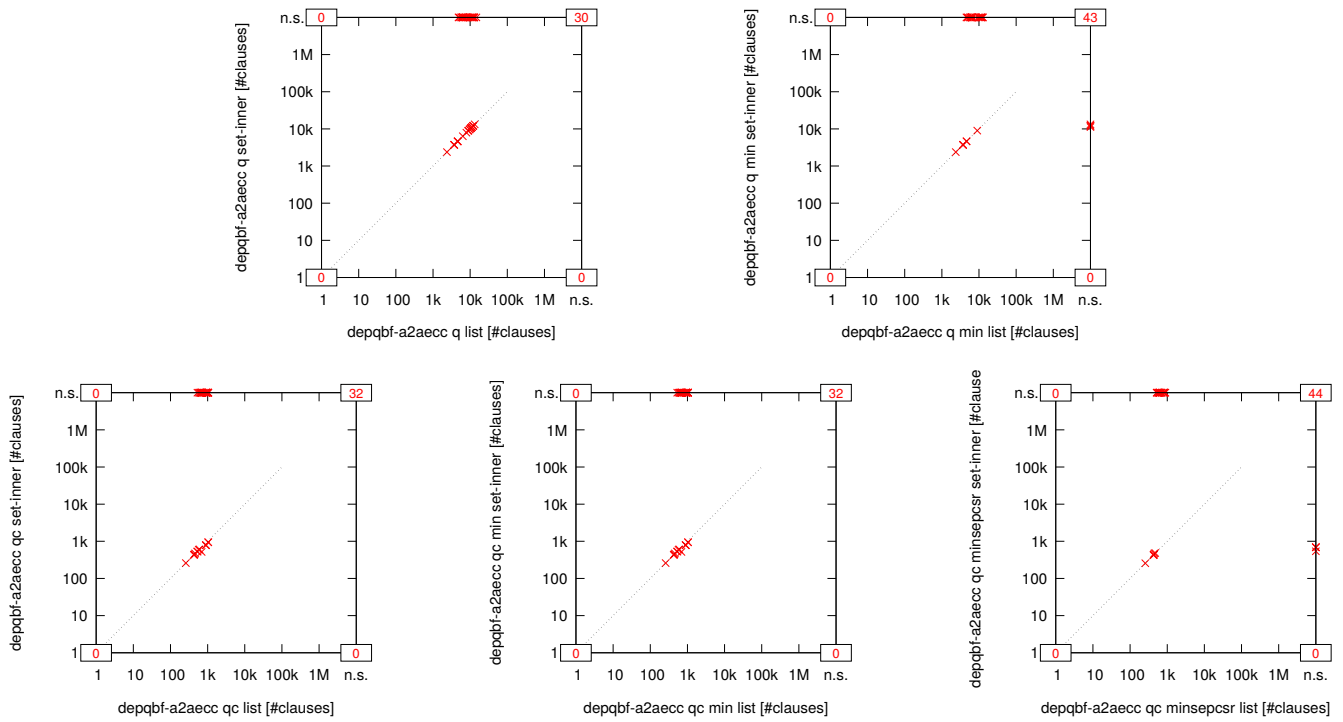 depqbf-a2aecc q set-inner [#clauses]
n.s.
1M
100k
10k
1k
100
10
1
0
30
0
0
1 10 100 1k 10k 100k 1M n.s.
depqbf-a2aecc q list [#clauses]
depqbf-a2aecc q min set-inner [#clauses]
n.s.
1M
100k
10k
1k
100
10
1
0
43
0
0
1 10 100 1k 10k 100k 1M n.s.
depqbf-a2aecc q min list [#clauses]
depqbf-a2aecc qc set-inner [#clauses]
n.s.
1M
100k
10k
1k
100
10
1
0
32
0
0
1 10 100 1k 10k 100k 1M n.s.
depqbf-a2aecc qc list [#clauses]
depqbf-a2aecc qc min set-inner [#clauses]
n.s.
1M
100k
10k
1k
100
10
1
0
32
0
0
1 10 100 1k 10k 100k 1M n.s.
depqbf-a2aecc qc min list [#clauses]
depqbf-a2aecc qc minsepcsr set-inner [#clause
n.s.
1M
100k
10k
1k
100
10
1
0
44
0
0
1 10 100 1k 10k 100k 1M n.s.
depqbf-a2aecc qc minsepcsr list [#clauses]